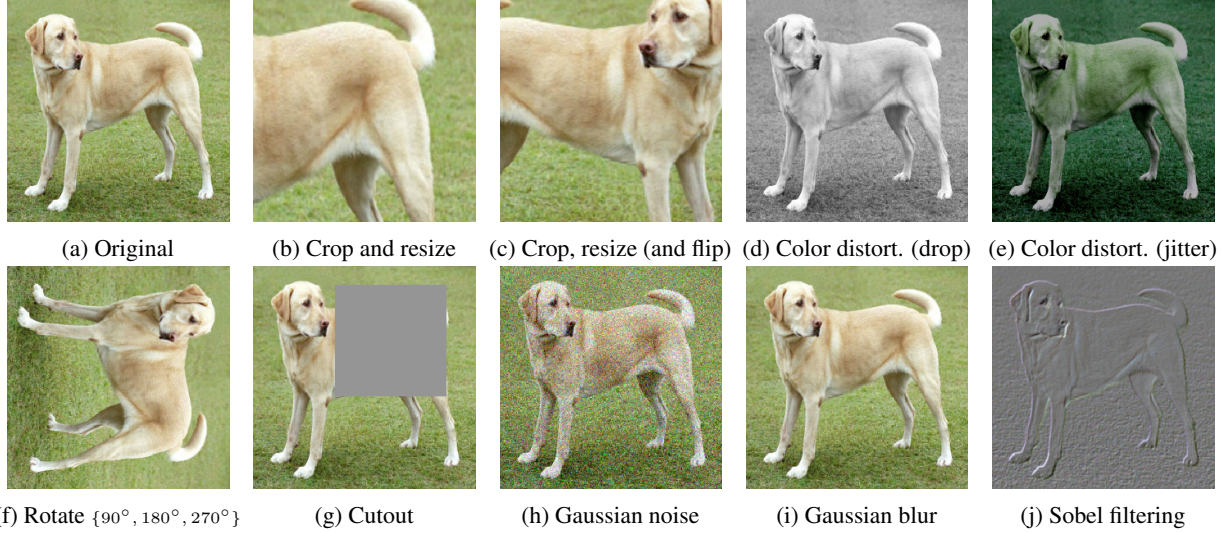 (a) Original
(b) Crop and resize
(c) Crop, resize (and flip)
(d) Color distort. (drop)
(e) Color distort. (jitter)
(f) Rotate {90°, 180°, 270°}
(g) Cutout
(h) Gaussian noise
(i) Gaussian blur
(j) Sobel filtering